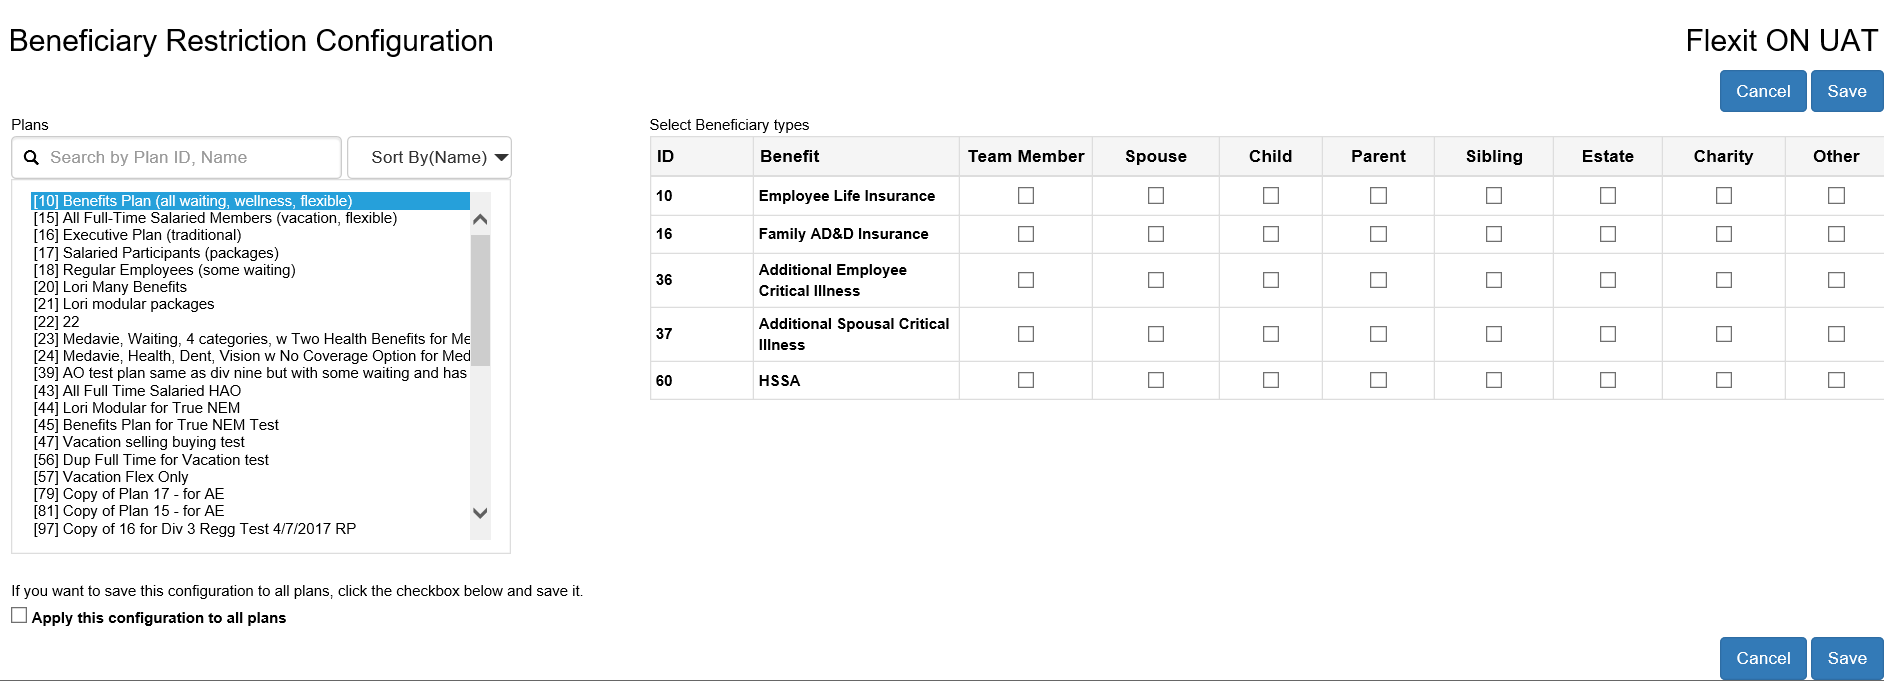 Beneficiary Restriction Configuration
Flexit ON UAT
Cancel Save
Plans
Search by Plan ID, Name
Sort By(Name)
[10] Benefits Plan (all waiting, wellness, flexible)
[15] All Full-Time Salaried Members (vacation, flexible)
[16] Executive Plan (traditional)
[17] Salaried Participants (packages)
[18] Regular Employees (some waiting)
[20] Lori Many Benefits
[21] Lori modular packages
[22] 22
[23] Medavie, Waiting, 4 categories, w Two Health Benefits for Me
[24] Medavie, Health, Dent, Vision w No Coverage Option for Med
[39] AO test plan same as div nine but with some waiting and has
[43] All Full Time Salaried HAO
[44] Lori Modular for True NEM
[45] Benefits Plan for True NEM Test
[47] Vacation selling buying test
[56] Dup Full Time for Vacation test
[57] Vacation Flex Only
[79] Copy of Plan 17 - for AE
[81] Copy of Plan 15 - for AE
[97] Copy of 16 for Div 3 Regg Test 4/7/2017 RP
If you want to save this configuration to all plans, click the checkbox below and save it.
Apply this configuration to all plans
Select Beneficiary types
ID Benefit Team Member Spouse Child Parent Sibling Estate Charity Other
10 Employee Life Insurance
16 Family AD&D Insurance
36 Additional Employee
Critical Illness
37 Additional Spousal Critical
Illness
60 HSSA
Cancel Save